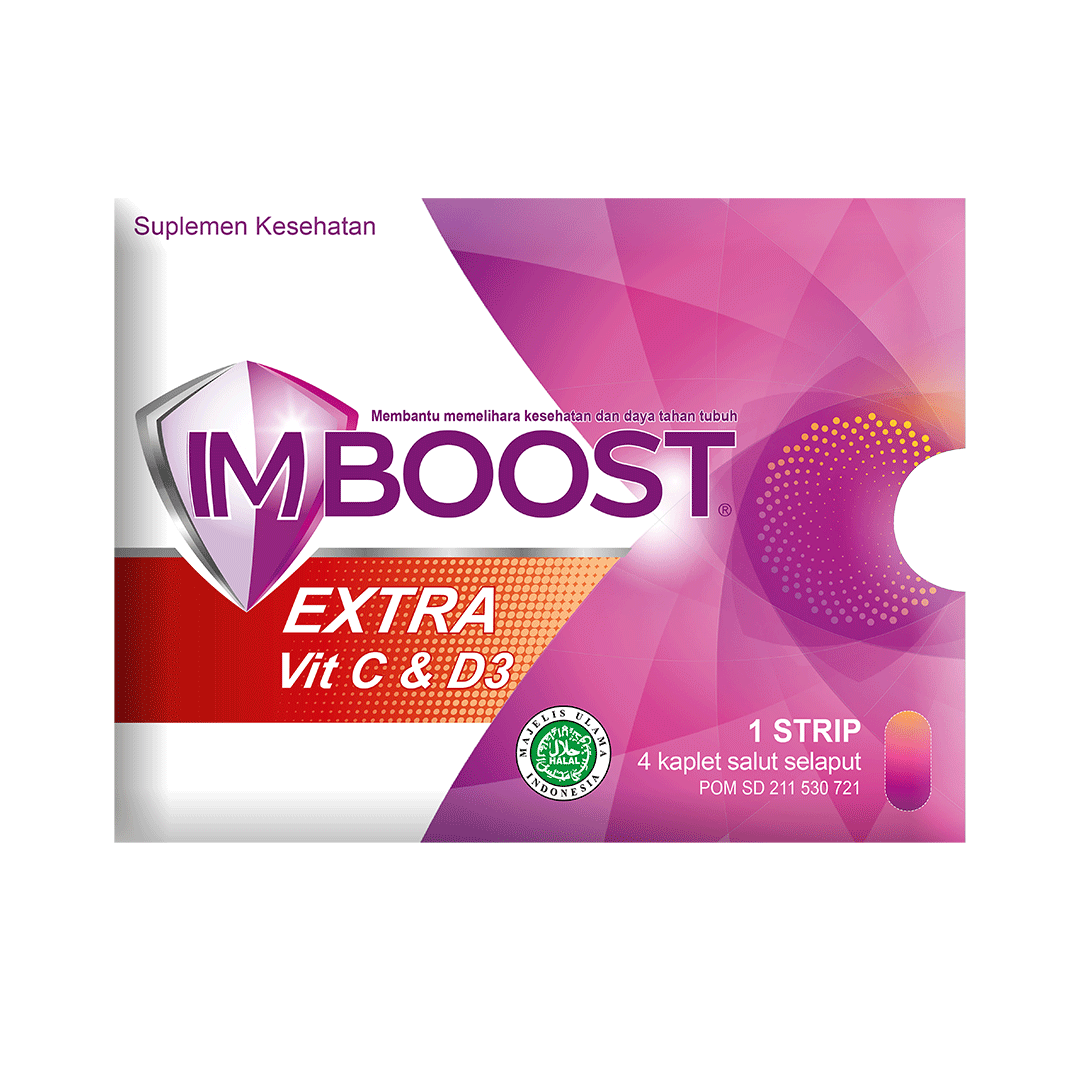 Suplemen Kesehatan
Membantu memelihara kesehatan dan daya tahan tubuh
IMBOOST®
EXTRA
Vit C & D3
MAJELIS ULAMA
حلال
HALAL
INDONESIA
1 STRIP
4 kaplet salut selaput
POM SD 211 530 721